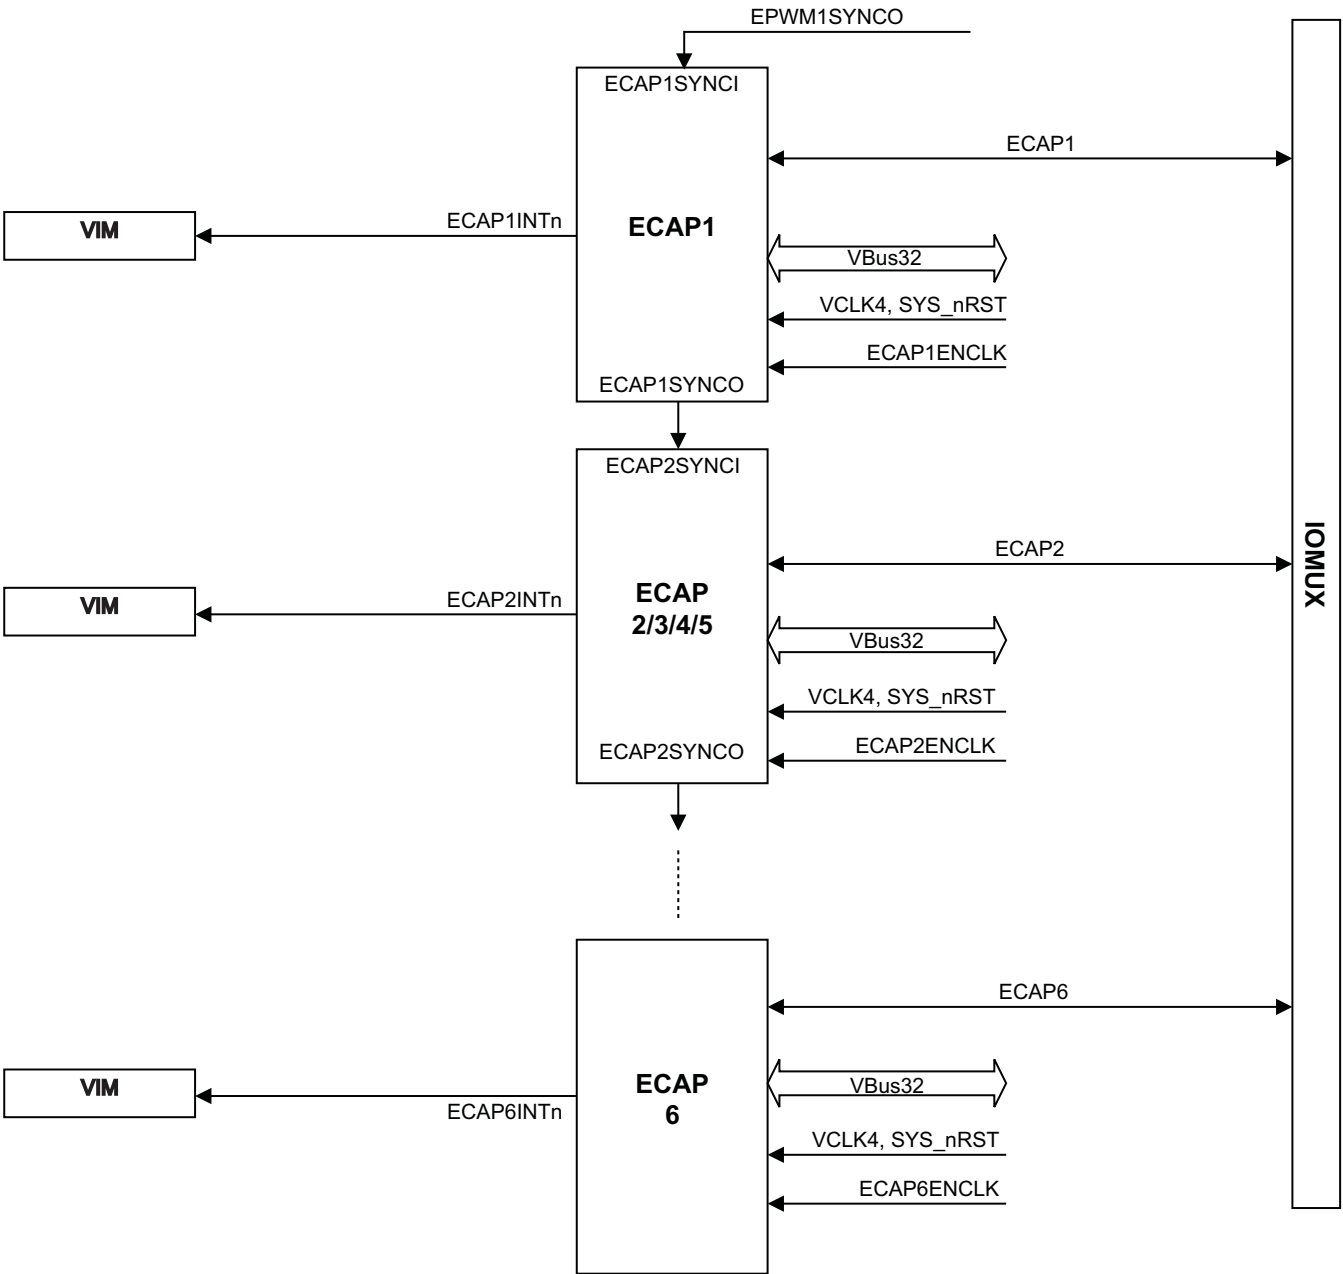 EPWM1SYNCO
ECAP1SYNCI
ECAP1
VIM
ECAP1INTn
ECAP1
VBus32
VCLK4, SYS_nRST
ECAP1ENCLK
ECAP1SYNCO
ECAP2SYNCI
ECAP2
IOMUX
VIM
ECAP2INTn
ECAP
2/3/4/5
VBus32
VCLK4, SYS_nRST
ECAP2ENCLK
ECAP2SYNCO
ECAP6
VIM
ECAP6INTn
ECAP
6
VBus32
VCLK4, SYS_nRST
ECAP6ENCLK